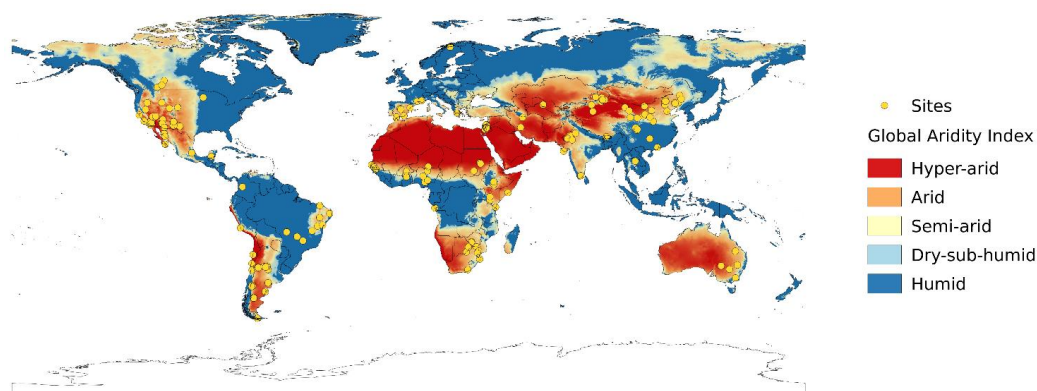 Sites
Global Aridity Index
Hyper-arid
Arid
Semi-arid
Dry-sub-humid
Humid